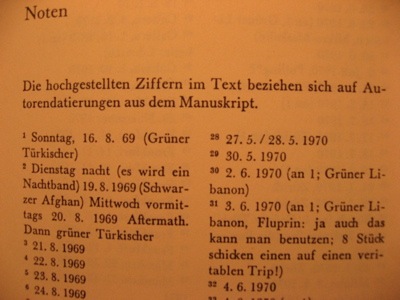 Noten
Die hochgestellten Ziffern im Text beziehen sich auf Au-
torendatierungen aus dem Manuskript.
¹ Sonntag, 16. 8. 69 (Grüner
Türkischer)
² Dienstag nacht (es wird ein
Nachtband) 19. 8. 1969 (Schwar-
zer Afghan) Mittwoch vormit-
tags 20. 8. 1969 Aftermath.
Dann grüner Türkischer
³ 21. 8. 1969
⁴ 22. 8. 1969
⁵ 23. 8. 1969
⁶ 24. 8. 1969
²⁸ 27. 5. / 28. 5. 1970
²⁹ 30. 5. 1970
³⁰ 2. 6. 1970 (an 1; Grüner Li-
banon)
³¹ 3. 6. 1970 (an 1; Grüner Li-
banon, Fluprin: ja auch das
kann man benutzen; 8 Stück
schicken einen auf einen veri-
tablen Trip!)
³² 4. 6. 1970